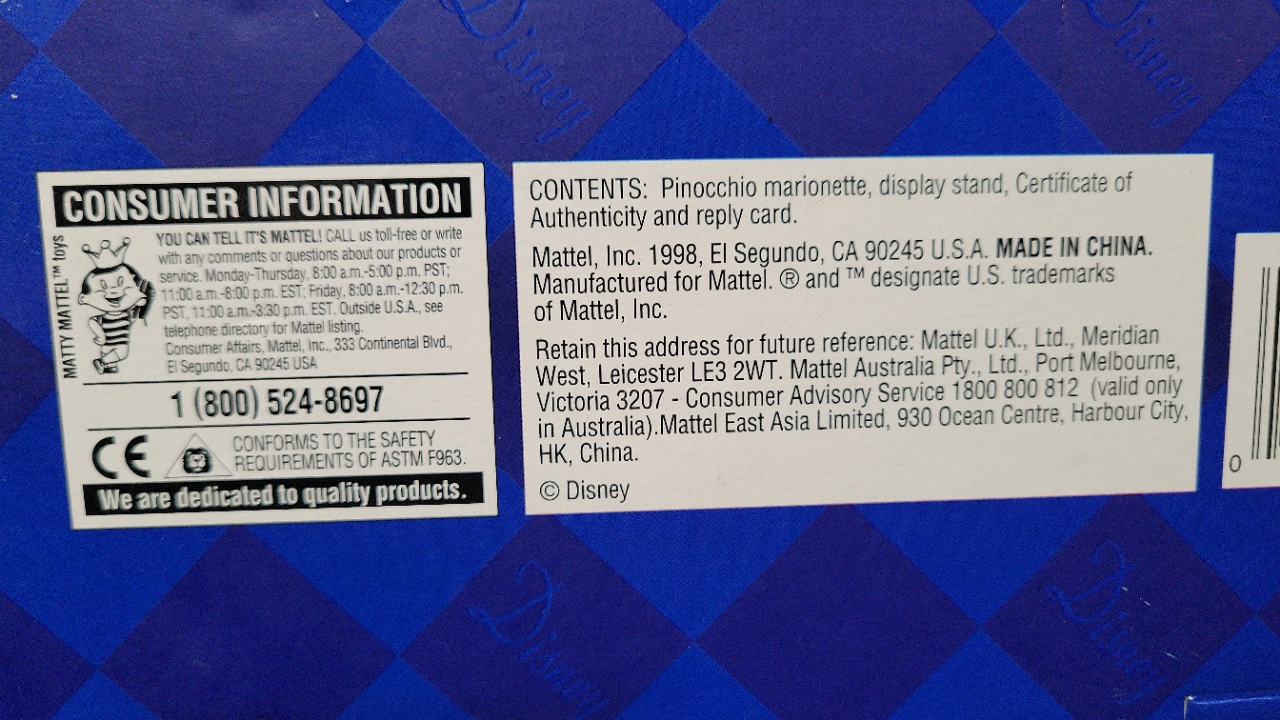 Disney
Disney
CONSUMER INFORMATION
MATTY MATTEL™ toys
YOU CAN TELL IT'S MATTEL! CALL us toll-free or write
with any comments or questions about our products or
service. Monday-Thursday, 8:00 a.m.-5:00 p.m. PST;
11:00 a.m.-8:00 p.m. EST; Friday, 8:00 a.m.-12:30 p.m.
PST, 11:00 a.m.-3:30 p.m. EST. Outside U.S.A., see
telephone directory for Mattel listing.
Consumer Affairs, Mattel, Inc., 333 Continental Blvd.,
El Segundo, CA 90245 USA
1 (800) 524-8697
CE
CONFORMS TO THE SAFETY
REQUIREMENTS OF ASTM F963.
We are dedicated to quality products.
CONTENTS: Pinocchio marionette, display stand, Certificate of
Authenticity and reply card.
Mattel, Inc. 1998, El Segundo, CA 90245 U.S.A. MADE IN CHINA.
Manufactured for Mattel. ® and ™ designate U.S. trademarks
of Mattel, Inc.
Retain this address for future reference: Mattel U.K., Ltd., Meridian
West, Leicester LE3 2WT. Mattel Australia Pty., Ltd., Port Melbourne,
Victoria 3207 - Consumer Advisory Service 1800 800 812 (valid only
in Australia).Mattel East Asia Limited, 930 Ocean Centre, Harbour City,
HK, China.
© Disney
0
Disney
Disney